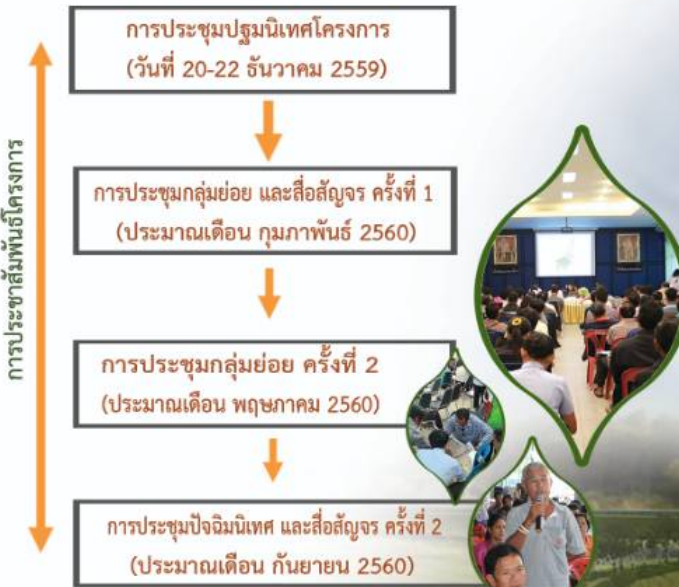 การประชุมปฐมนิเทศโครงการ
(วันที่ 20-22 ธันวาคม 2559)
การประชาสัมพันธ์โครงการ
การประชุมกลุ่มย่อย และสื่อสัญจร ครั้งที่ 1
(ประมาณเดือน กุมภาพันธ์ 2560)
การประชุมกลุ่มย่อย ครั้งที่ 2
(ประมาณเดือน พฤษภาคม 2560)
การประชุมปัจฉิมนิเทศ และสื่อสัญจร ครั้งที่ 2
(ประมาณเดือน กันยายน 2560)